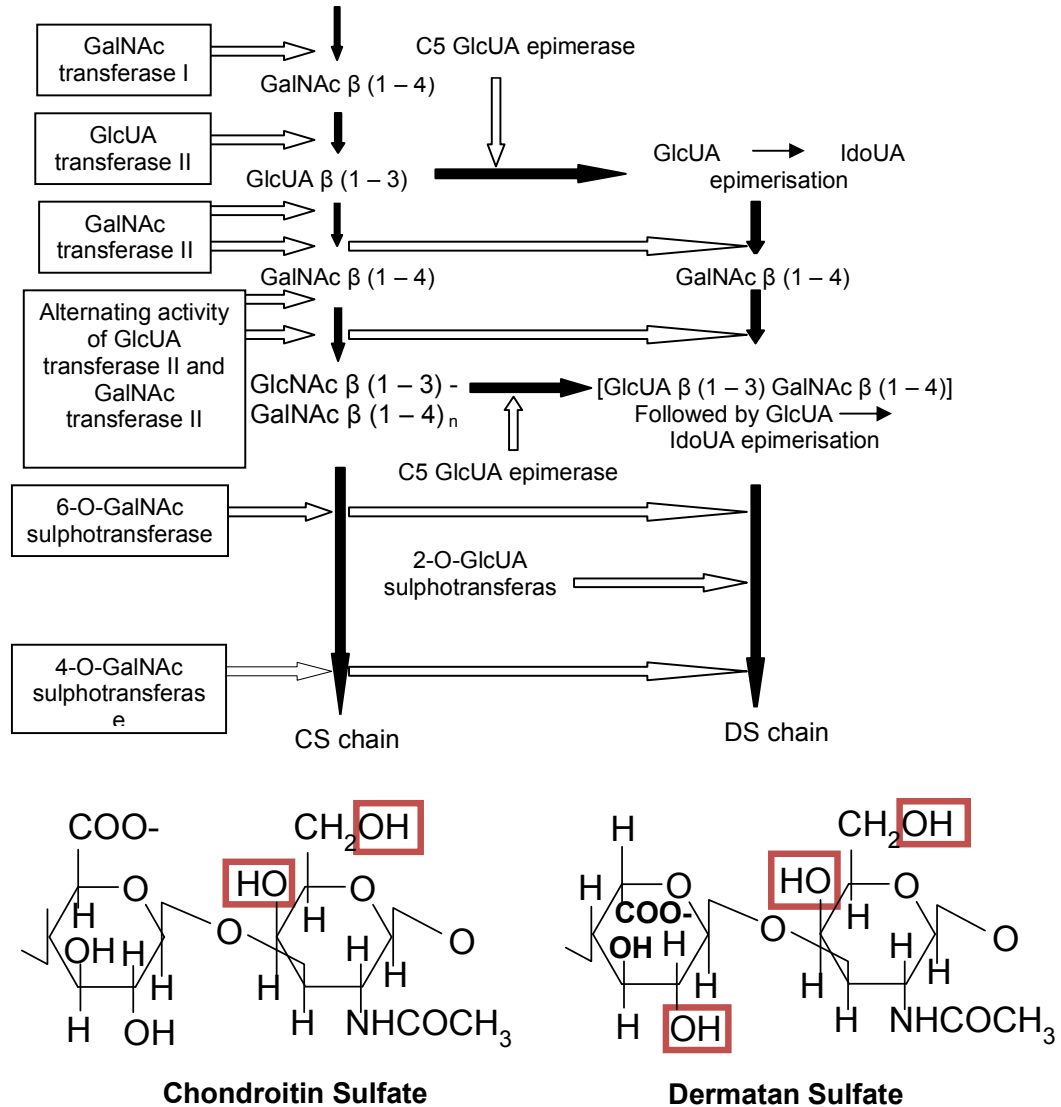 GalNAc
transferase I
C5 GlcUA epimerase
GalNAc β (1 – 4)
GlcUA
transferase II
GlcUA β (1 – 3)
GlcUA → IdoUA
epimerisation
GalNAc
transferase II
GalNAc β (1 – 4)
GalNAc β (1 – 4)
Alternating activity
of GlcUA
transferase II and
GalNAc
transferase II
GlcNAc β (1 – 3) -
GalNAc β (1 – 4) n
[GlcUA β (1 – 3) GalNAc β (1 – 4)]
Followed by GlcUA →
IdoUA epimerisation
C5 GlcUA epimerase
6-O-GalNAc
sulphotransferase
2-O-GlcUA
sulphotransferas
4-O-GalNAc
sulphotransferas
e
CS chain
DS chain
COO-
CH2OH
HO
O
O
H
H
OH
H
O
O
H
H
H
H
H
OH
NHCOCH3
H
CH2OH
H
HO
O
O
COO-
H
OH
H
O
O
H
H
H
H
OH
NHCOCH3
Chondroitin Sulfate
Dermatan Sulfate